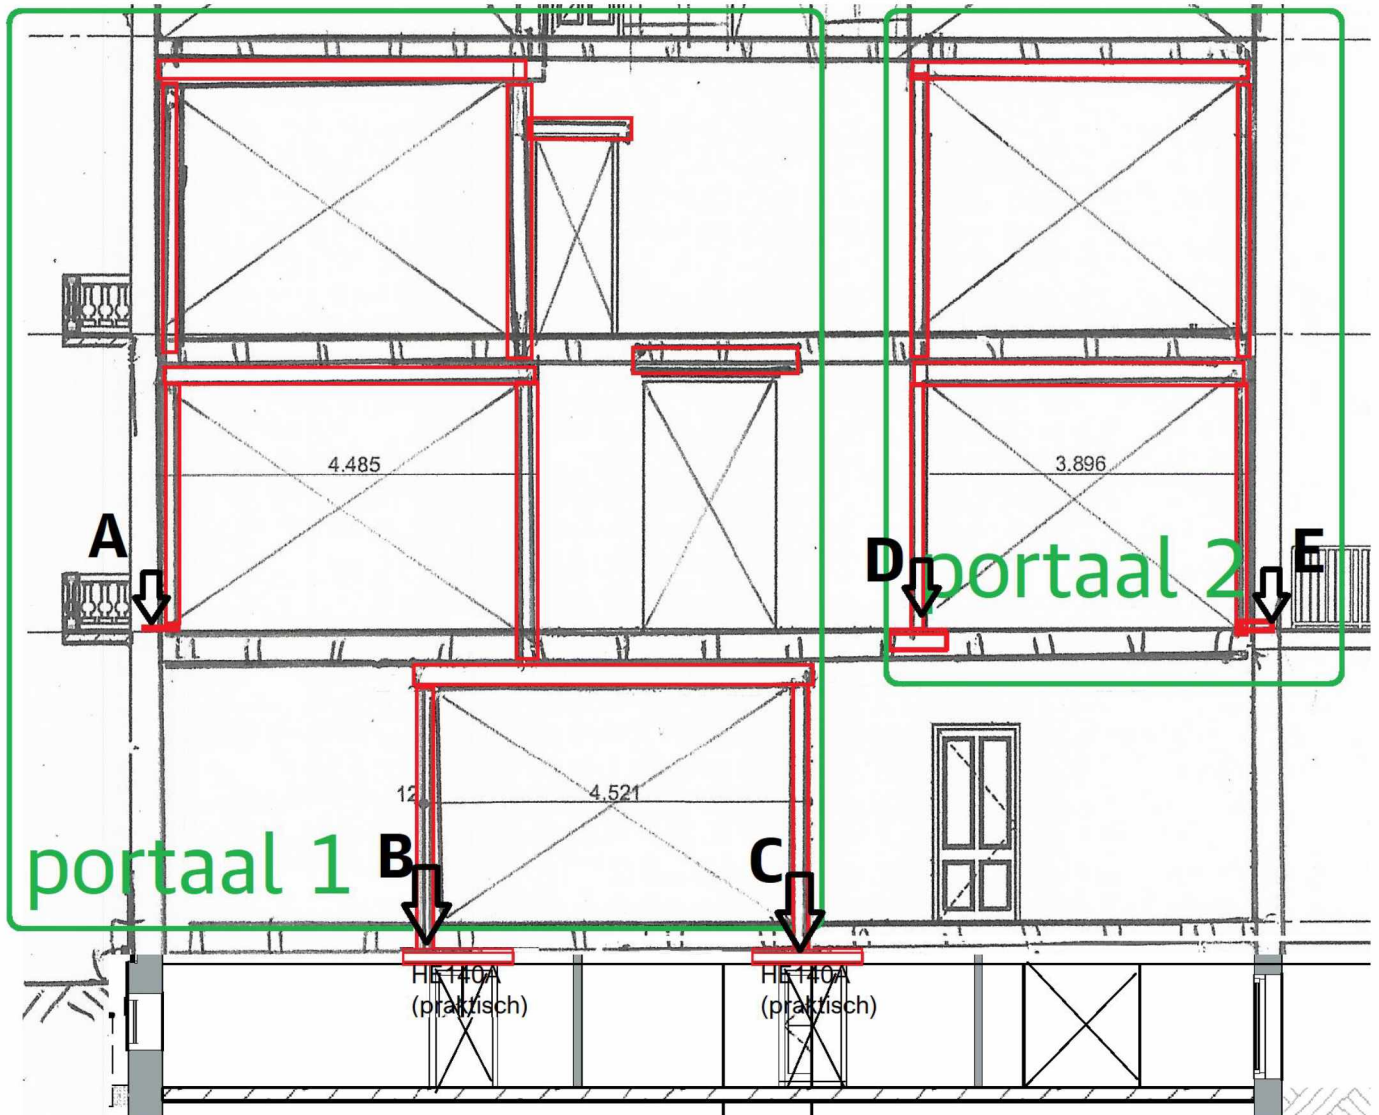 4.485
3.896
A
D
E
portaal 2
12
4.521
B
C
portaal 1
HE140A
(praktisch)
HE140A
(praktisch)